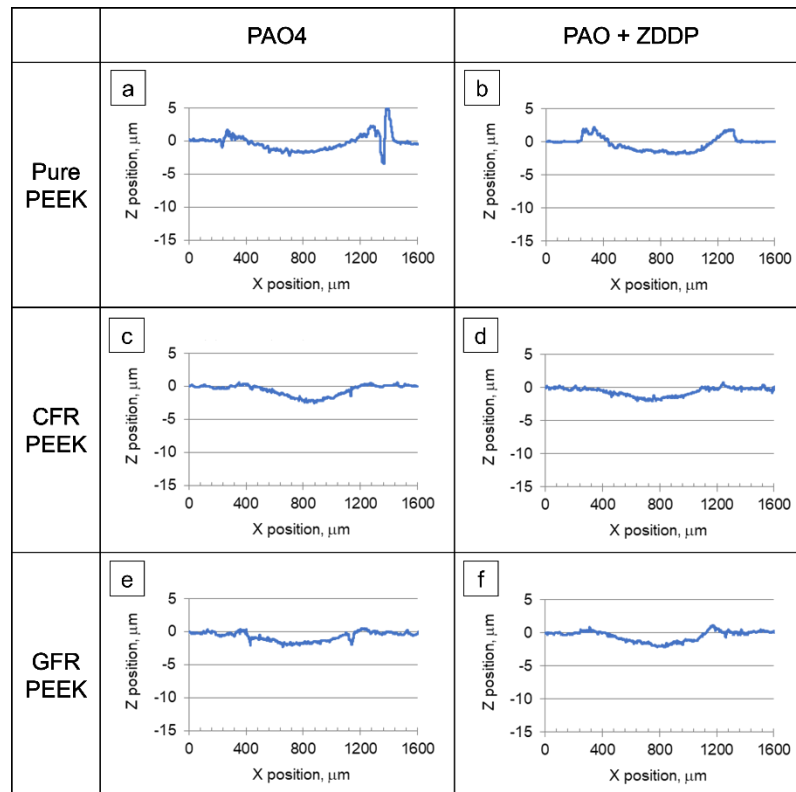 PAO4
PAO + ZDDP
Pure
PEEK
a
5
0
-5
-10
-15
Z position, μm
0 400 800 1200 1600
X position, μm
b
5
0
-5
-10
-15
Z position, μm
0 400 800 1200 1600
X position, μm
CFR
PEEK
c
5
0
-5
-10
-15
Z position, μm
0 400 800 1200 1600
X position, μm
d
5
0
-5
-10
-15
Z position, μm
0 400 800 1200 1600
X position, μm
GFR
PEEK
e
5
0
-5
-10
-15
Z position, μm
0 400 800 1200 1600
X position, μm
f
5
0
-5
-10
-15
Z position, μm
0 400 800 1200 1600
X position, μm